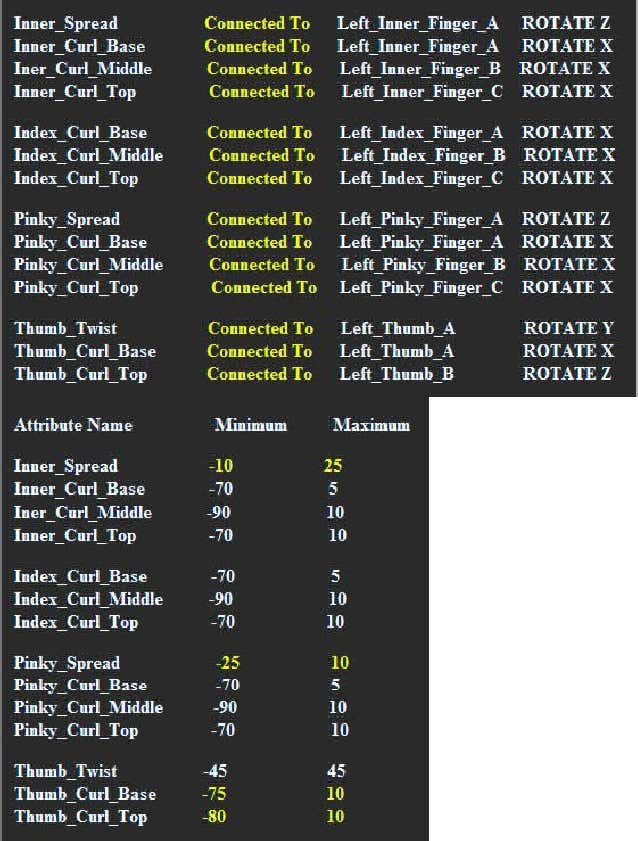 Inner_Spread Connected To Left_Inner_Finger_A ROTATE Z
Inner_Curl_Base Connected To Left_Inner_Finger_A ROTATE X
Iner_Curl_Middle Connected To Left_Inner_Finger_B ROTATE X
Inner_Curl_Top Connected To Left_Inner_Finger_C ROTATE X
Index_Curl_Base Connected To Left_Index_Finger_A ROTATE X
Index_Curl_Middle Connected To Left_Index_Finger_B ROTATE X
Index_Curl_Top Connected To Left_Index_Finger_C ROTATE X
Pinky_Spread Connected To Left_Pinky_Finger_A ROTATE Z
Pinky_Curl_Base Connected To Left_Pinky_Finger_A ROTATE X
Pinky_Curl_Middle Connected To Left_Pinky_Finger_B ROTATE X
Pinky_Curl_Top Connected To Left_Pinky_Finger_C ROTATE X
Thumb_Twist Connected To Left_Thumb_A ROTATE Y
Thumb_Curl_Base Connected To Left_Thumb_A ROTATE X
Thumb_Curl_Top Connected To Left_Thumb_B ROTATE Z
Attribute Name Minimum Maximum
Inner_Spread -10 25
Inner_Curl_Base -70 5
Iner_Curl_Middle -90 10
Inner_Curl_Top -70 10
Index_Curl_Base -70 5
Index_Curl_Middle -90 10
Index_Curl_Top -70 10
Pinky_Spread -25 10
Pinky_Curl_Base -70 5
Pinky_Curl_Middle -90 10
Pinky_Curl_Top -70 10
Thumb_Twist -45 45
Thumb_Curl_Base -75 10
Thumb_Curl_Top -80 10